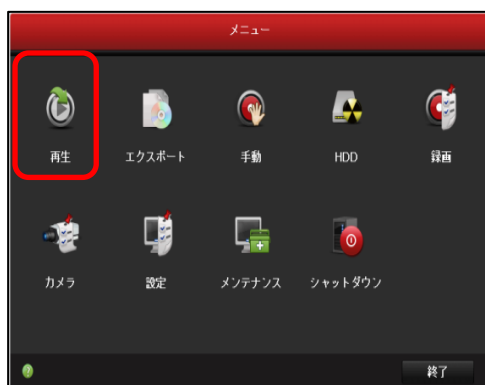 メニュー
再生
エクスポート
手動
HDD
録画
カメラ
設定
メンテナンス
シャットダウン
終了